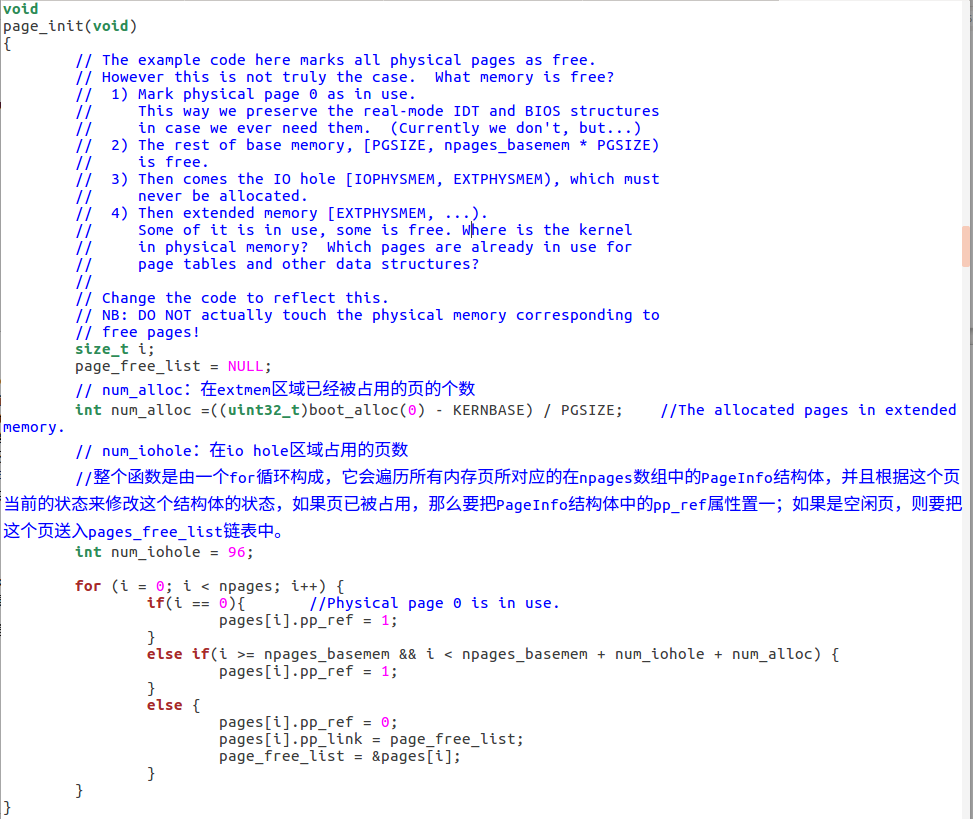 void
page_init(void)
{
        // The example code here marks all physical pages as free.
        // However this is not truly the case.  What memory is free?
        //  1) Mark physical page 0 as in use.
        //     This way we preserve the real-mode IDT and BIOS structures
        //     in case we ever need them.  (Currently we don't, but...)
        //  2) The rest of base memory, [PGSIZE, npages_basemem * PGSIZE)
        //     is free.
        //  3) Then comes the IO hole [IOPHYSMEM, EXTPHYSMEM), which must
        //     never be allocated.
        //  4) Then extended memory [EXTPHYSMEM, ...).
        //     Some of it is in use, some is free. Where is the kernel
        //     in physical memory?  Which pages are already in use for
        //     page tables and other data structures?
        //
        // Change the code to reflect this.
        // NB: DO NOT actually touch the physical memory corresponding to
        // free pages!
        size_t i;
        page_free_list = NULL;
        // num_alloc：在extmem区域已经被占用的页的个数
        int num_alloc =((uint32_t)boot_alloc(0) - KERNBASE) / PGSIZE;    //The allocated pages in extended
memory.
        // num_iohole：在io hole区域占用的页数
        //整个函数是由一个for循环构成，它会遍历所有内存页所对应的在npages数组中的PageInfo结构体，并且根据这个页
当前的状态来修改这个结构体的状态，如果页已被占用，那么要把PageInfo结构体中的pp_ref属性置一；如果是空闲页，则要把
这个页送入pages_free_list链表中。
        int num_iohole = 96;

        for (i = 0; i < npages; i++) {
                if(i == 0){       //Physical page 0 is in use.
                        pages[i].pp_ref = 1;
                }
                else if(i >= npages_basemem && i < npages_basemem + num_iohole + num_alloc) {
                        pages[i].pp_ref = 1;
                }
                else {
                        pages[i].pp_ref = 0;
                        pages[i].pp_link = page_free_list;
                        page_free_list = &pages[i];
                }
        }
}